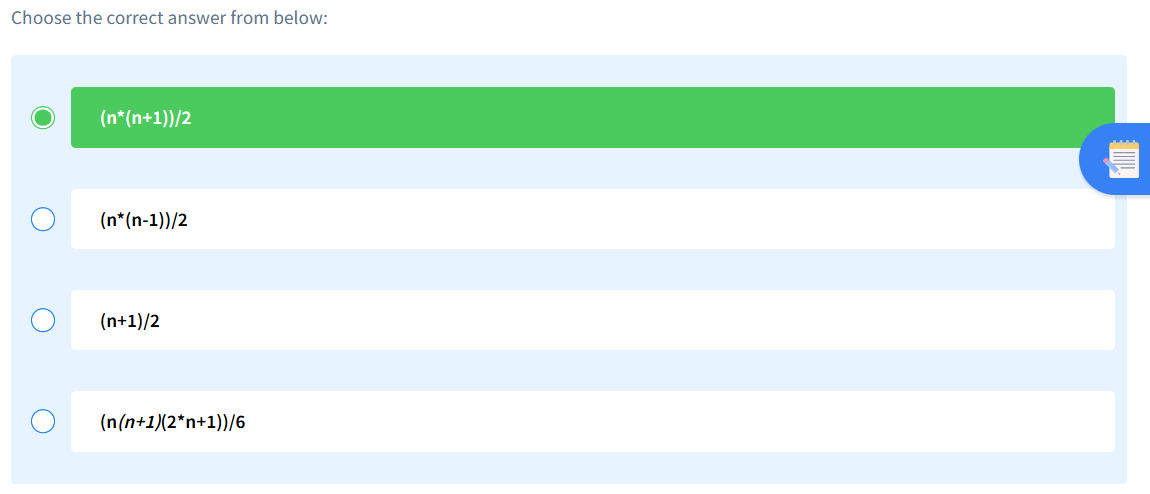 Choose the correct answer from below:
(n*(n+1))/2
(n*(n-1))/2
(n+1)/2
(n(n+1)(2*n+1))/6